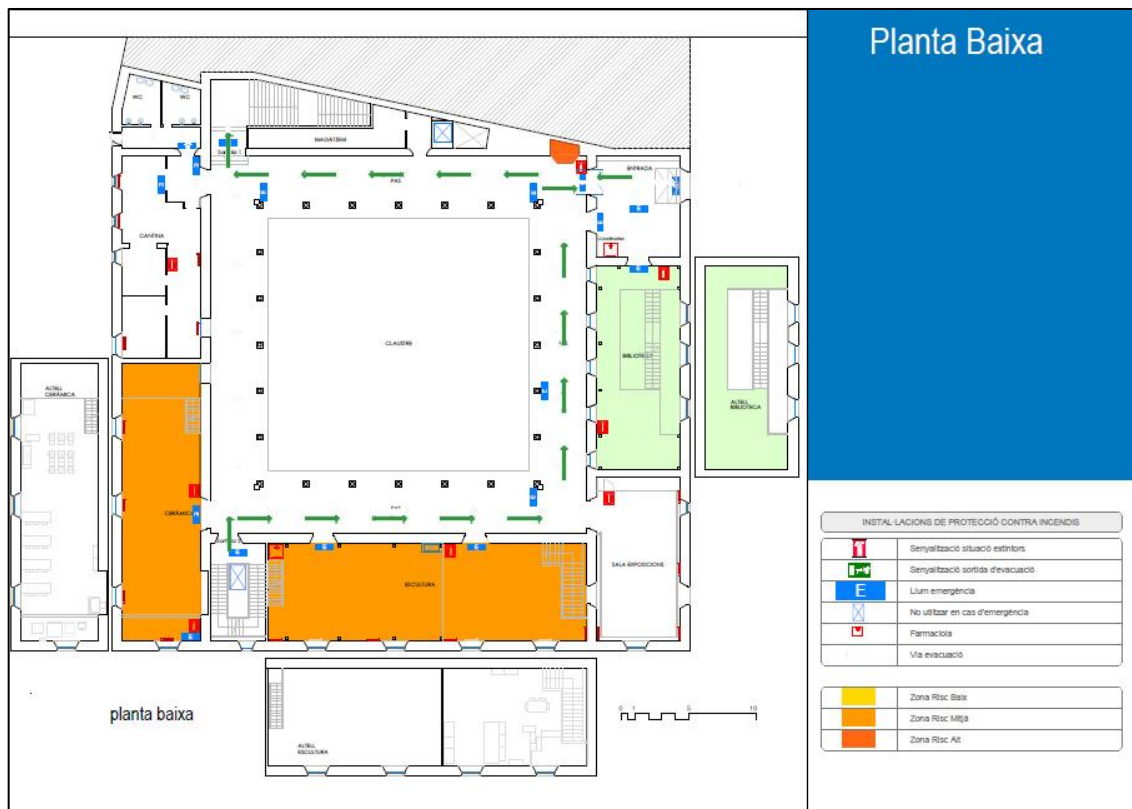 Planta Baixa
WC
WC
MAGATZEM
ENTRADA
PAS
CANTINA
CLAUSTRE
BIBLIOTECA
ALTELL
BIBLIOTECA
ALTELL
CERÀMICA
CERÀMICA
ESCULTURA
SALA EXPOSICIONS
ALTELL
ESCULTURA
planta baixa
0 1 5 10
INSTAL·LACIONS DE PROTECCIÓ CONTRA INCENDIS
Senyalització situació extintors
Senyalització sortida d'evacuació
E
Llum emergència
No utilitzar en cas d'emergència
Farmaciola
Via evacuació
Zona Risc Baix
Zona Risc Mitjà
Zona Risc Alt